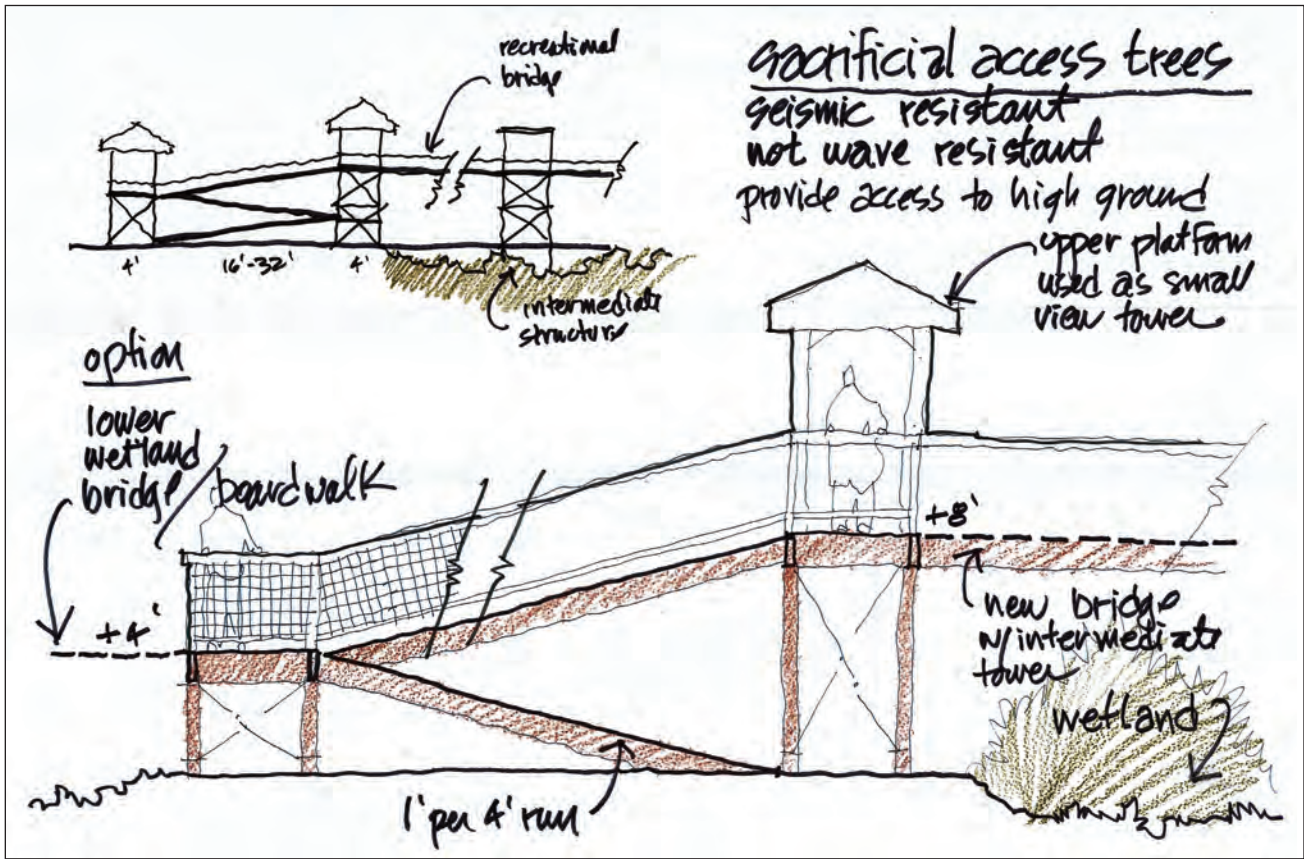 recreational
bridge
4'
16'-32'
4'
intermediate
structure
sacrificial access trees
seismic resistant
not wave resistant
provide access to high ground
upper platform
used as small
view tower
option
lower
wetland
bridge/boardwalk
+4'
+8'
new bridge
w/intermediate
tower
wetland
1' per 4' run